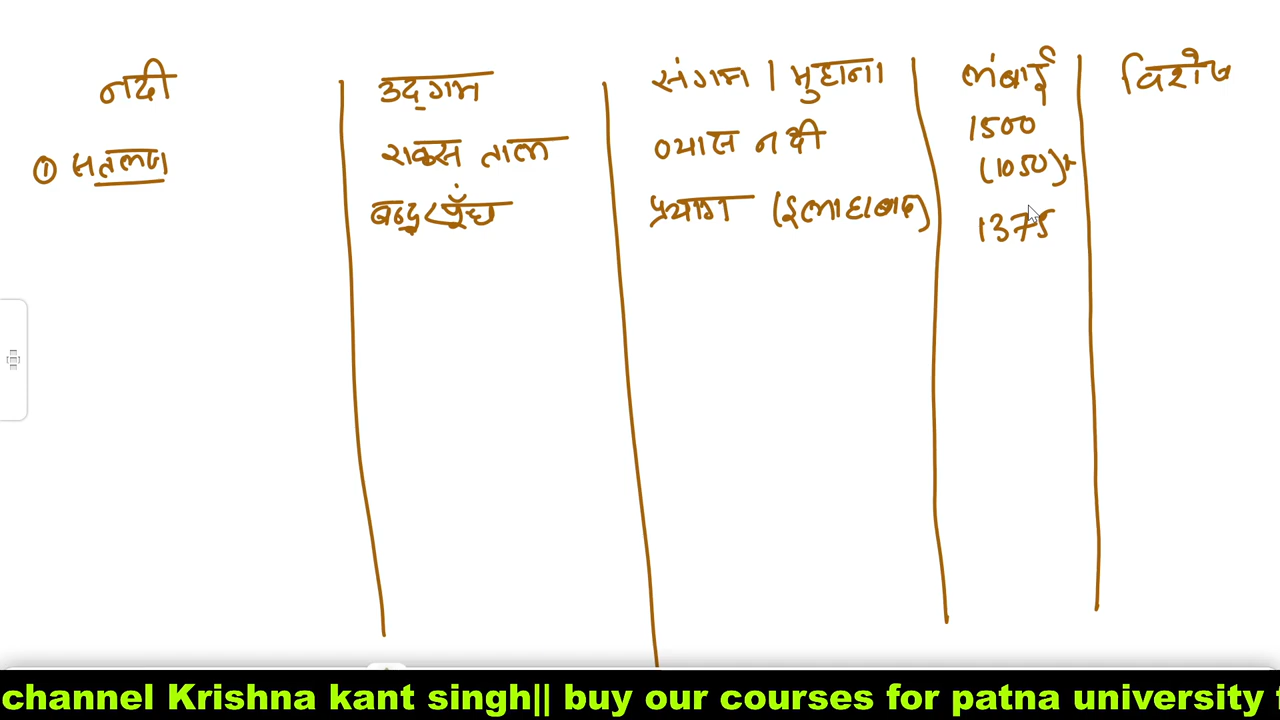 नदी उद्गम संगम | मुहाना लंबाई विशेष
① सतलज राकस ताल व्यास नदी 1500
(1050)
बन्दरपूँछ प्रयाग (इलाहाबाद) 1375
channel Krishna kant singh|| buy our courses for patna university